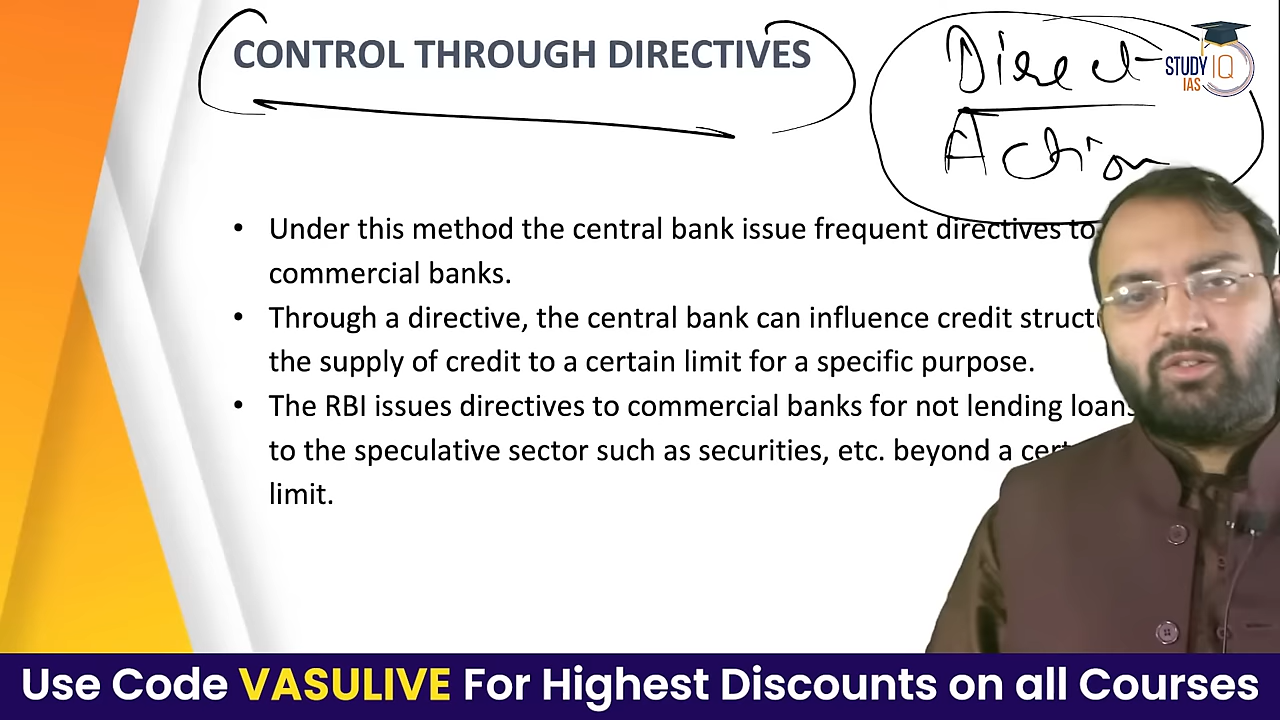 CONTROL THROUGH DIRECTIVES
Direct
Action
STUDY IQ
IAS
• Under this method the central bank issue frequent directives to
commercial banks.
• Through a directive, the central bank can influence credit
the supply of credit to a certain limit for a specific purpose.
• The RBI issues directives to commercial banks for not lending loans
to the speculative sector such as securities, etc. beyond a
limit.
Use Code VASULIVE For Highest Discounts on all Courses